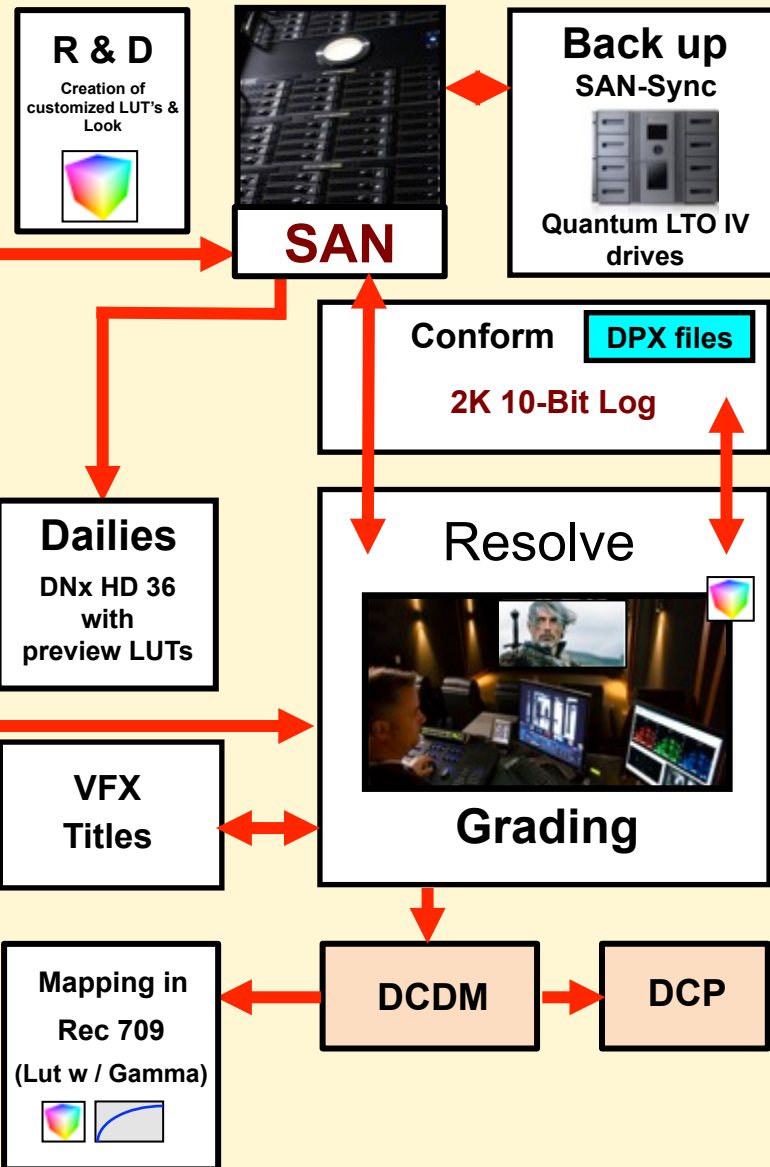 R & D
Creation of
customized LUT's &
Look
SAN
Back up
SAN-Sync
Quantum LTO IV
drives
Conform
DPX files
2K 10-Bit Log
Dailies
DNx HD 36
with
preview LUTs
Resolve
Grading
VFX
Titles
Mapping in
Rec 709
(Lut w / Gamma)
DCDM
DCP